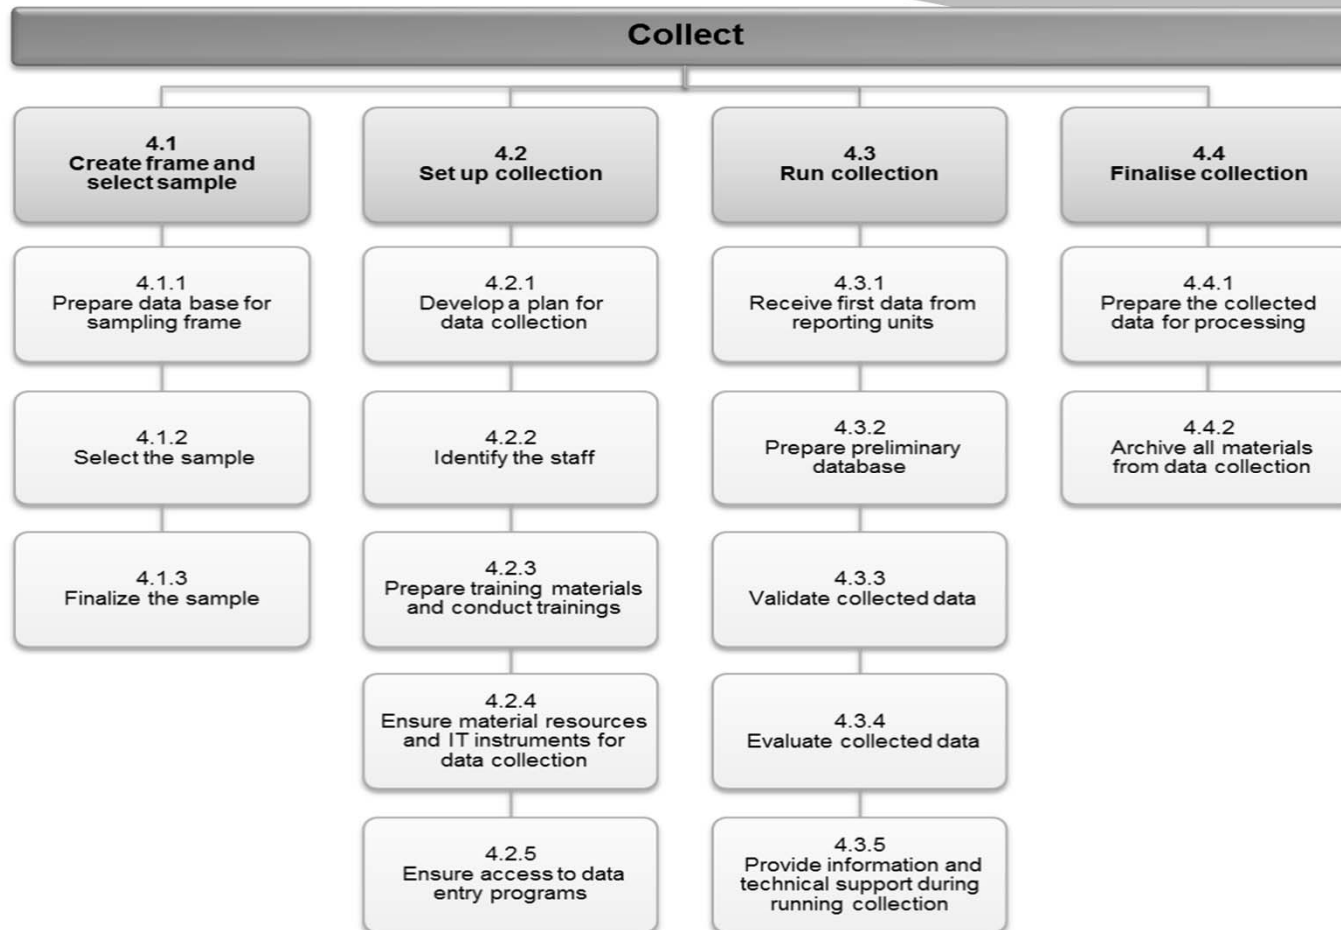 Collect
4.1
Create frame and
select sample
4.1.1
Prepare data base for
sampling frame
4.1.2
Select the sample
4.1.3
Finalize the sample
4.2
Set up collection
4.2.1
Develop a plan for
data collection
4.2.2
Identify the staff
4.2.3
Prepare training materials
and conduct trainings
4.2.4
Ensure material resources
and IT instruments for
data collection
4.2.5
Ensure access to data
entry programs
4.3
Run collection
4.3.1
Receive first data from
reporting units
4.3.2
Prepare preliminary
database
4.3.3
Validate collected data
4.3.4
Evaluate collected data
4.3.5
Provide information and
technical support during
running collection
4.4
Finalise collection
4.4.1
Prepare the collected
data for processing
4.4.2
Archive all materials
from data collection